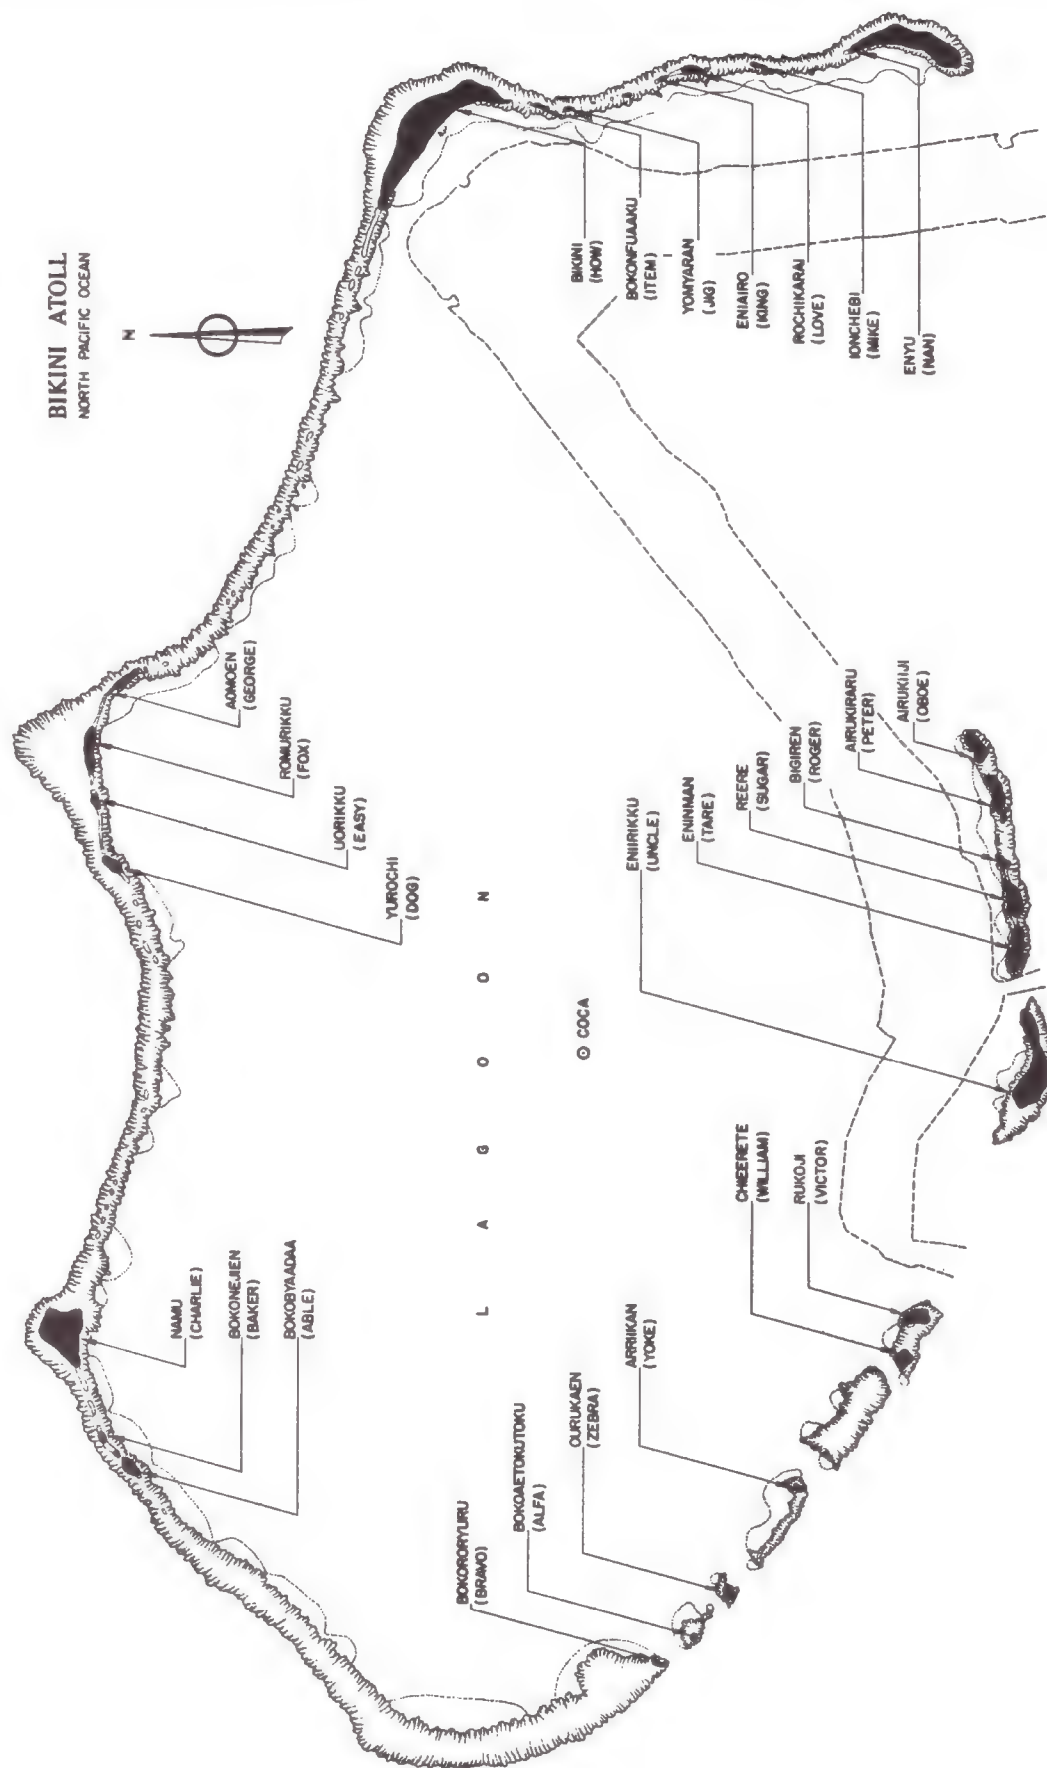 BIKINI ATOLL
NORTH PACIFIC OCEAN
N
NAMU
(CHARLIE)
BOKONEJIEN
(BAKER)
BOKOBYAADAA
(ABLE)
YUROCHI
(DOG)
UORIKKU
(EASY)
ROMURIKKU
(FOX)
AOMOEN
(GEORGE)
BIKINI
(HOW)
BOKONFUAAKU
(ITEM)
YOMYARAN
(JIG)
ENIAIRO
(KING)
ROCHIKARAI
(LOVE)
IONCHEBI
(MIKE)
ENYU
(NAN)
L A G O O N
COCA
BOKORORYURU
(BRAVO)
BOKOAETOKUTOKU
(ALFA)
OURUKAEN
(ZEBRA)
ARRIIKAN
(YOKE)
CHEERETE
(WILLIAM)
RUKOJI
(VICTOR)
ENIIRIKKU
(UNCLE)
ENINMAN
(TARE)
REERE
(SUGAR)
BIGIREN
(ROGER)
AIRUKIRARU
(PETER)
AIRUKIIJI
(OBOE)